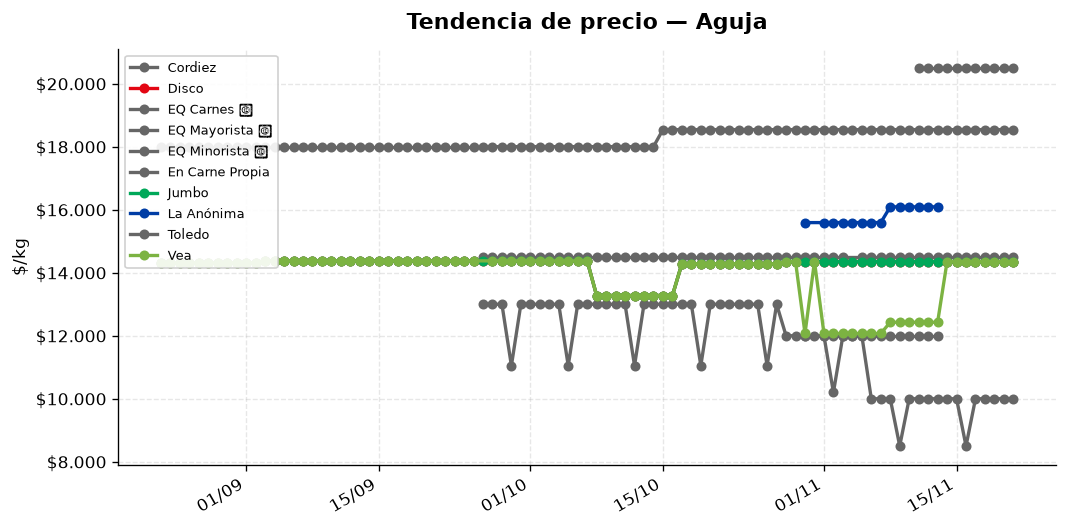 Tendencia de precio — Aguja
Cordiez
Disco
EQ Carnes
EQ Mayorista
EQ Minorista
En Carne Propia
Jumbo
La Anónima
Toledo
Vea
$/kg
$20.000
$18.000
$16.000
$14.000
$12.000
$10.000
$8.000
01/09
15/09
01/10
15/10
01/11
15/11